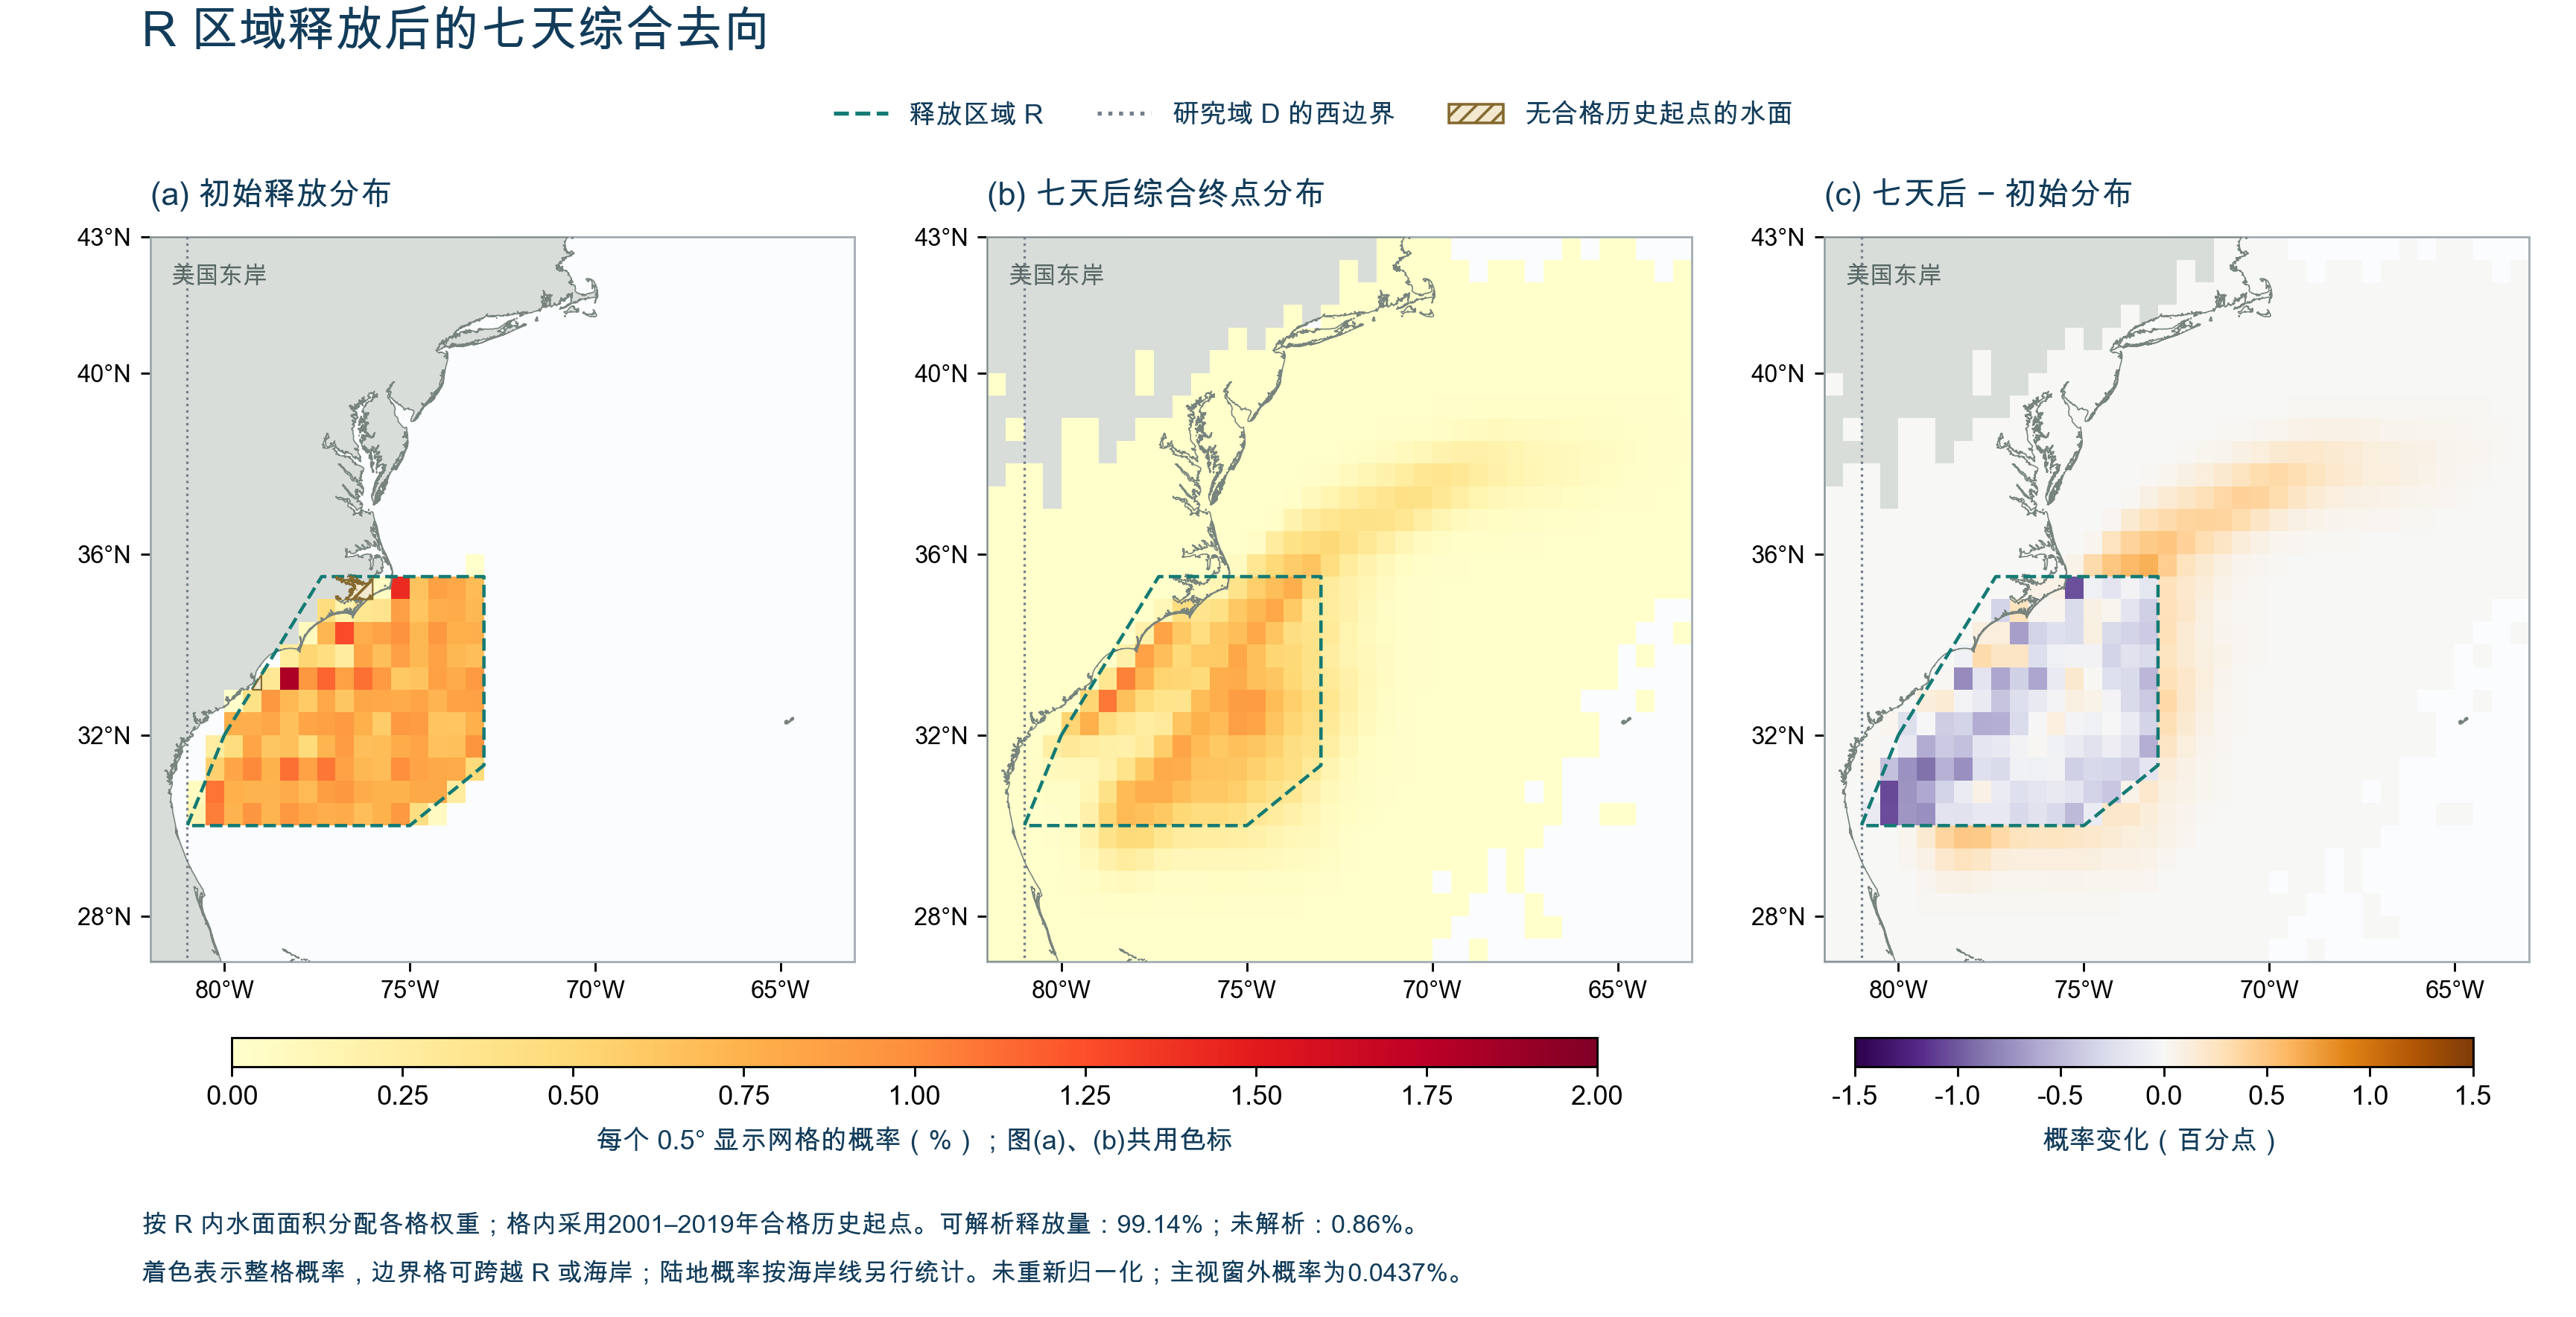 R 区域释放后的七天综合去向
释放区域 R
研究域 D 的西边界
无合格历史起点的水面
(a) 初始释放分布
(b) 七天后综合终点分布
(c) 七天后 − 初始分布
43°N
40°N
36°N
32°N
28°N
美国东岸
80°W
75°W
70°W
65°W
43°N
40°N
36°N
32°N
28°N
美国东岸
80°W
75°W
70°W
65°W
43°N
40°N
36°N
32°N
28°N
美国东岸
80°W
75°W
70°W
65°W
0.00
0.25
0.50
0.75
1.00
1.25
1.50
1.75
2.00
每个 0.5° 显示网格的概率（%）；图(a)、(b)共用色标
-1.5
-1.0
-0.5
0.0
0.5
1.0
1.5
概率变化（百分点）
按 R 内水面面积分配各格权重；格内采用2001–2019年合格历史起点。可解析释放量：99.14%；未解析：0.86%。
着色表示整格概率，边界格可跨越 R 或海岸；陆地概率按海岸线另行统计。未重新归一化；主视窗外概率为0.0437%。